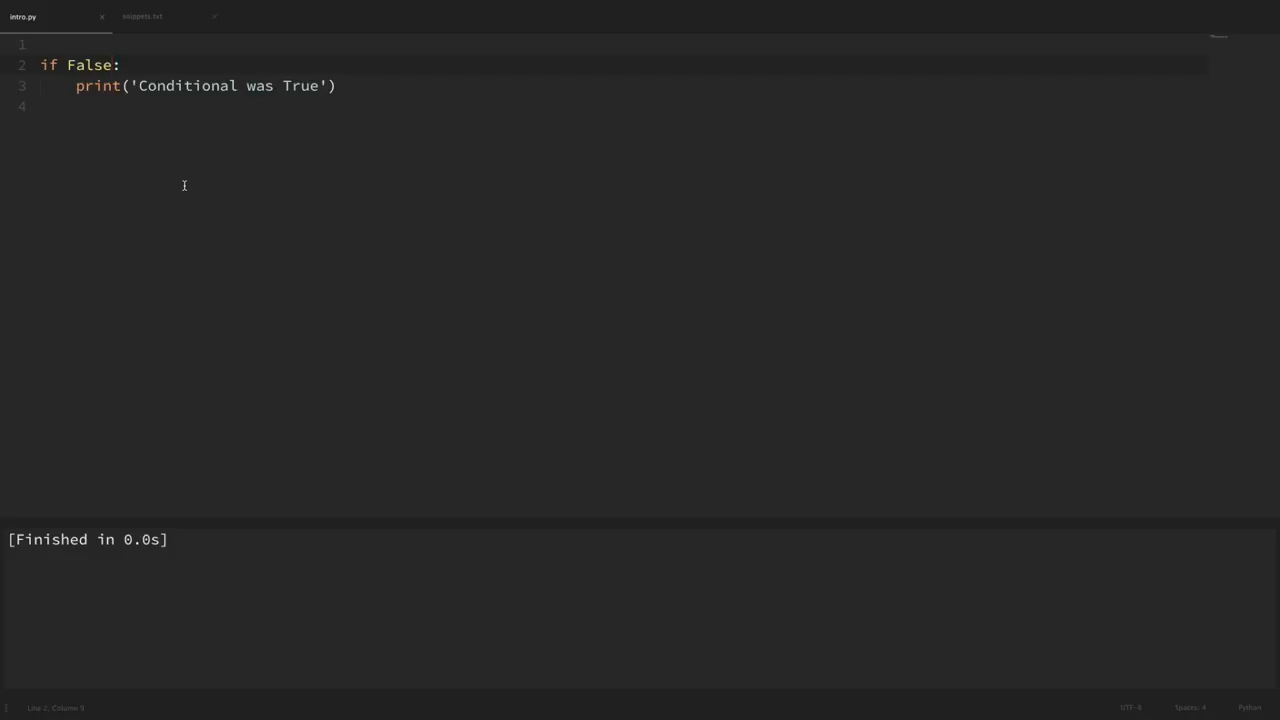 intro.py × snippets.txt ×
1
2 if False:
3     print('Conditional was True')
4
[Finished in 0.0s]
Line 2, Column 9 UTF-8 Spaces: 4 Python